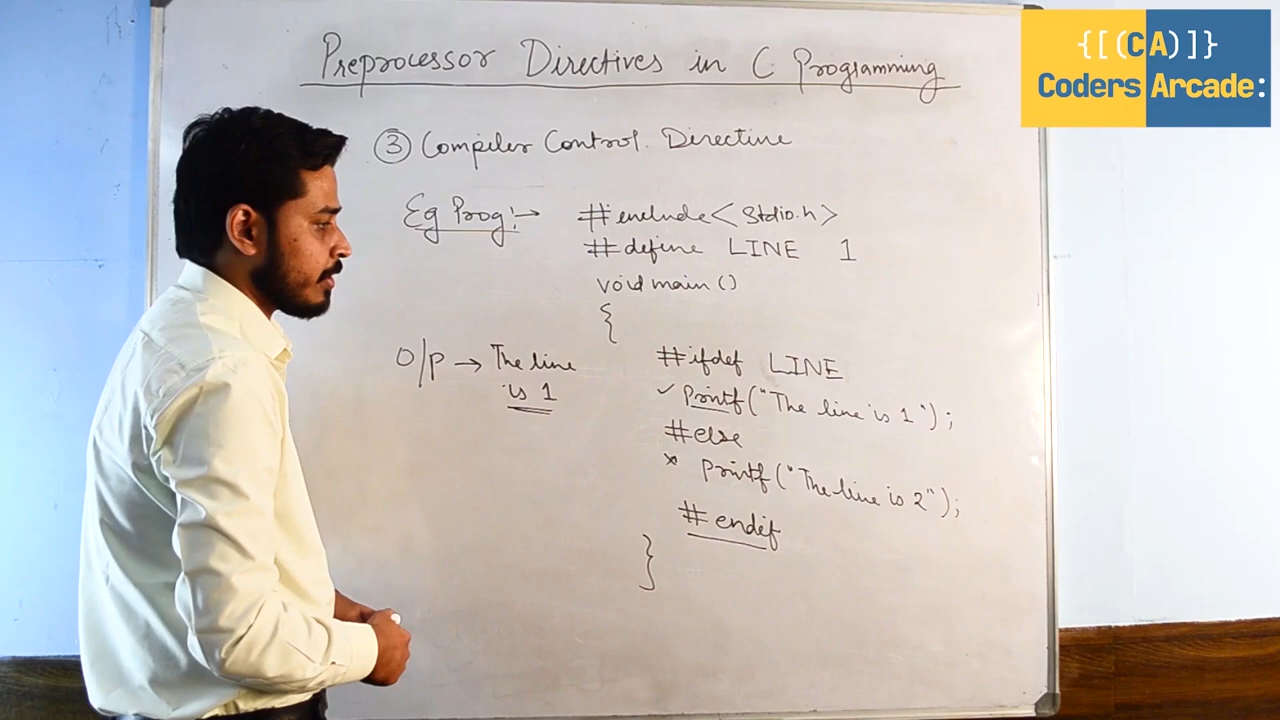 Preprocessor Directives in C Programming
{[(CA)]}
Coders Arcade:
③ Compiler Control. Directive
Eg Prog:→ #include<stdio.h>
#define LINE 1
void main ()
{
O/P → The line
is 1
#ifdef LINE
✓ Printf("The line is 1");
#else
× Printf("The line is 2");
#endif
}